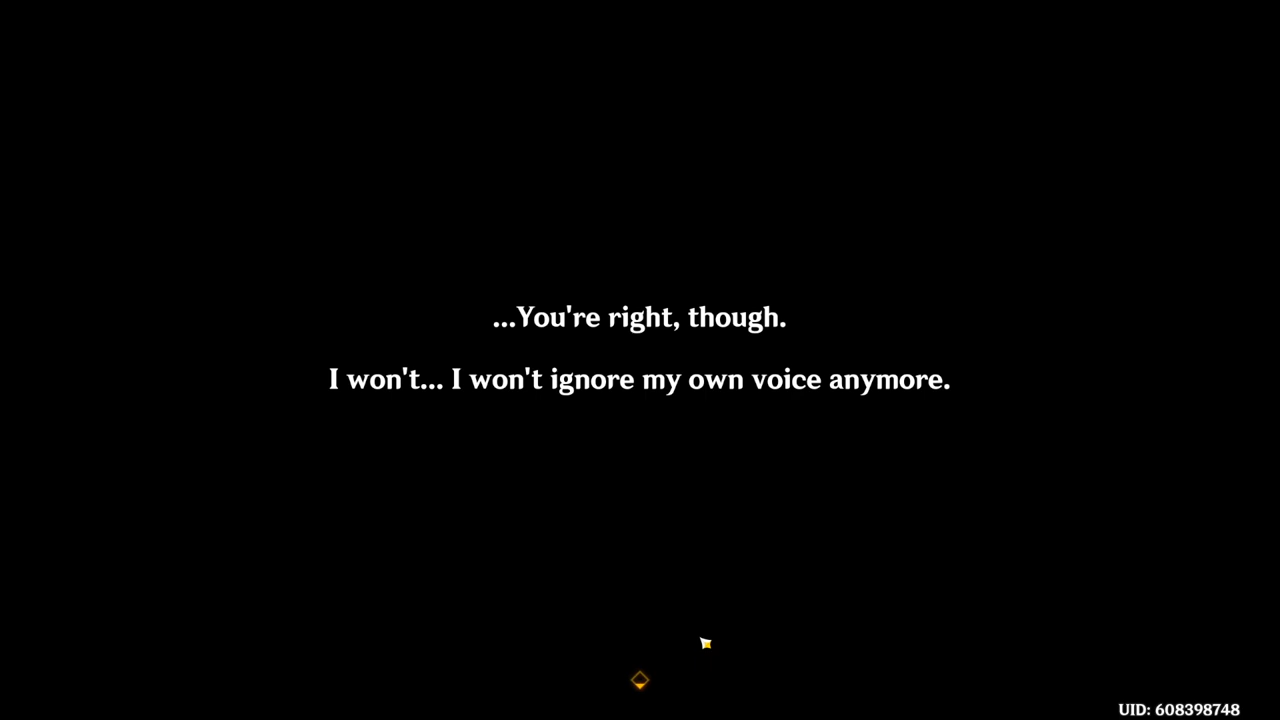 ...You're right, though.
I won't... I won't ignore my own voice anymore.
UID: 608398748